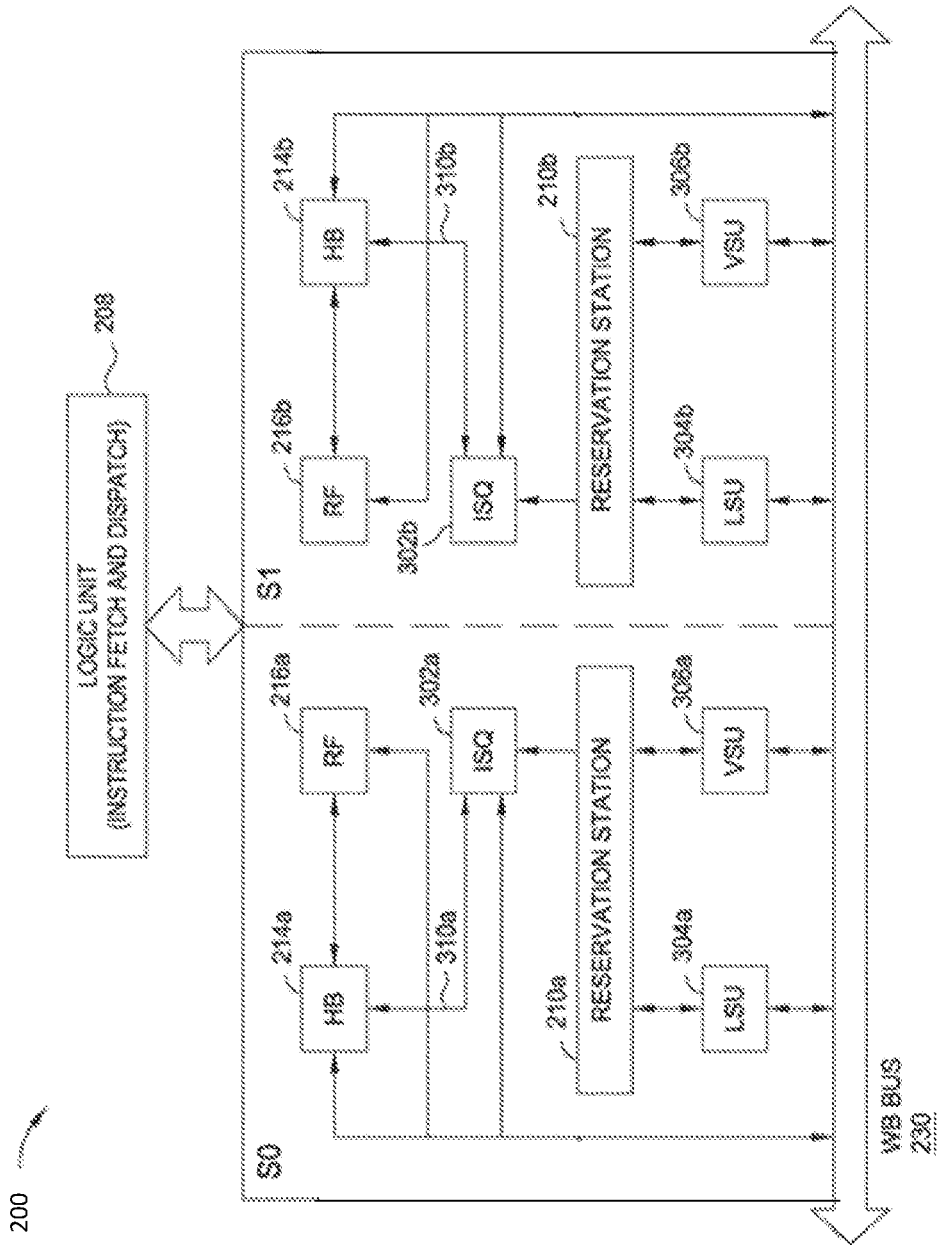 200
LOGIC UNIT
(INSTRUCTION FETCH AND DISPATCH)
208
S0
S1
214a
HB
216a
RF
216b
RF
214b
HB
310a
302a
ISQ
302b
ISQ
310b
210a
RESERVATION STATION
210b
RESERVATION STATION
304a
LSU
306a
VSU
304b
LSU
306b
VSU
WB BUS
230